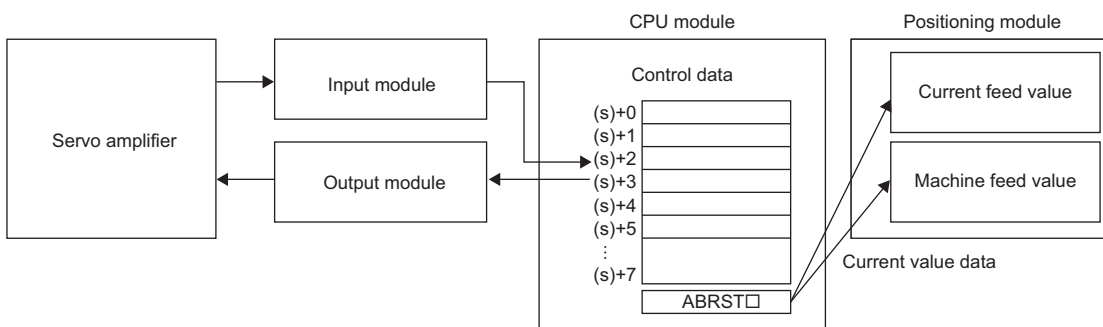 CPU module
Positioning module
Servo amplifier
Input module
Output module
Control data
(s)+0
(s)+1
(s)+2
(s)+3
(s)+4
(s)+5
⋮
(s)+7
ABRST□
Current feed value
Machine feed value
Current value data